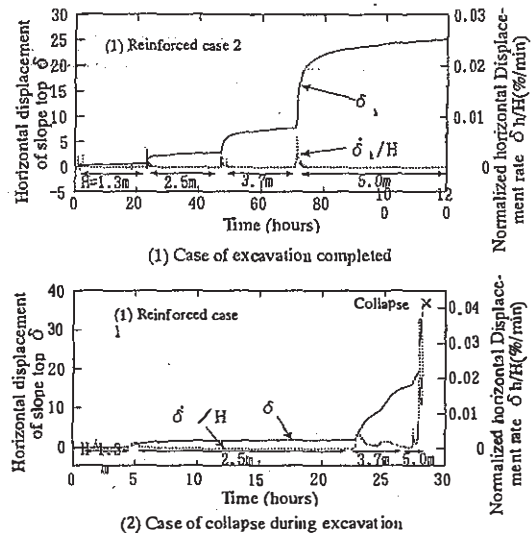 Horizontal displacement
of slope top δ
30
25
20
15
10
5
0
-5
(1) Reinforced case 2
δ
δ̇ /H
H=1.3m
2.5m
3.7m
5.0m
0.03
0.02
0.01
0
Normalized horizontal Displace-
ment rate δ h/H(%/min)
0
20
40
60
80
10
0
12
0
Time (hours)
(1) Case of excavation completed
Horizontal displacement
of slope top δ
40
30
20
10
0
(1) Reinforced case
Collapse
δ̇ /H
δ
2.5m
3.7m
5.0m
0.04
0.02
0.01
0
Normalized horizontal Displace-
ment rate δ h/H(%/min)
0
5
10
15
20
25
30
Time (hours)
(2) Case of collapse during excavation